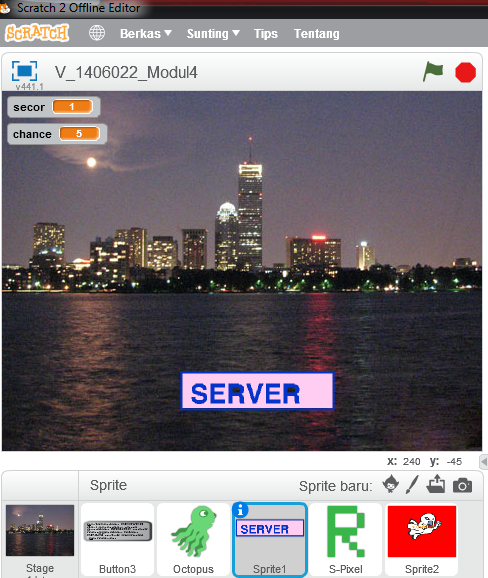 Scratch 2 Offline Editor
SCRATCH Berkas Sunting Tips Tentang
V_1406022_Modul4
v441.1
secor 1
chance 5
SERVER
x: 240 y: -45
Sprite Sprite baru:
SERVER
Stage Button3 Octopus Sprite1 S-Pixel Sprite2